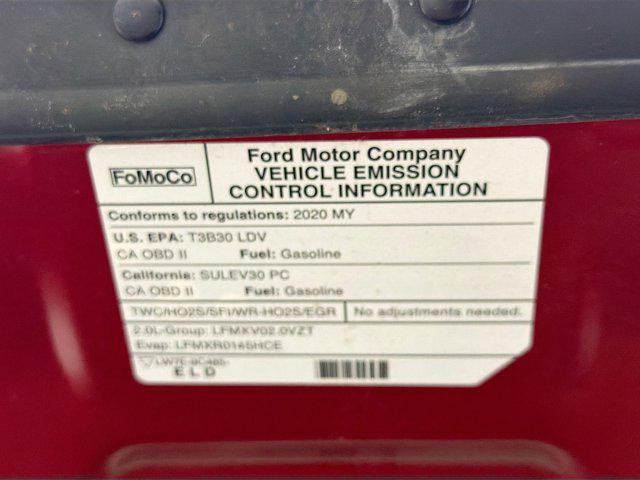 FoMoCo
Ford Motor Company
VEHICLE EMISSION
CONTROL INFORMATION
Conforms to regulations: 2020 MY
U.S. EPA: T3B30 LDV
CA OBD II Fuel: Gasoline
California: SULEV30 PC
CA OBD II Fuel: Gasoline
TWC/HO2S/SFI/WR-HO2S/EGR No adjustments needed.
2.0L-Group: LFMXV02.0VZT
Evap: LFMXR0145HCE
ELD